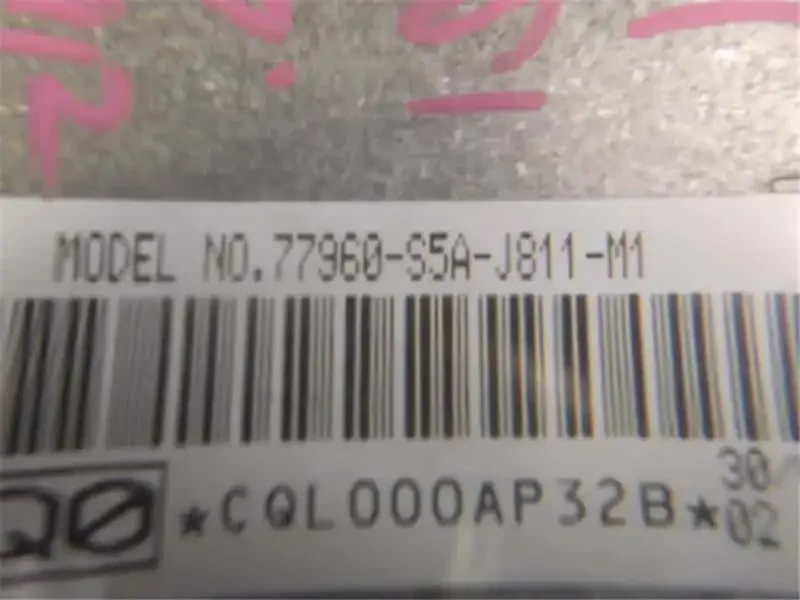 MODEL NO.77960-S5A-J811-M1
Q0 *CQL000AP32B* 30/
02